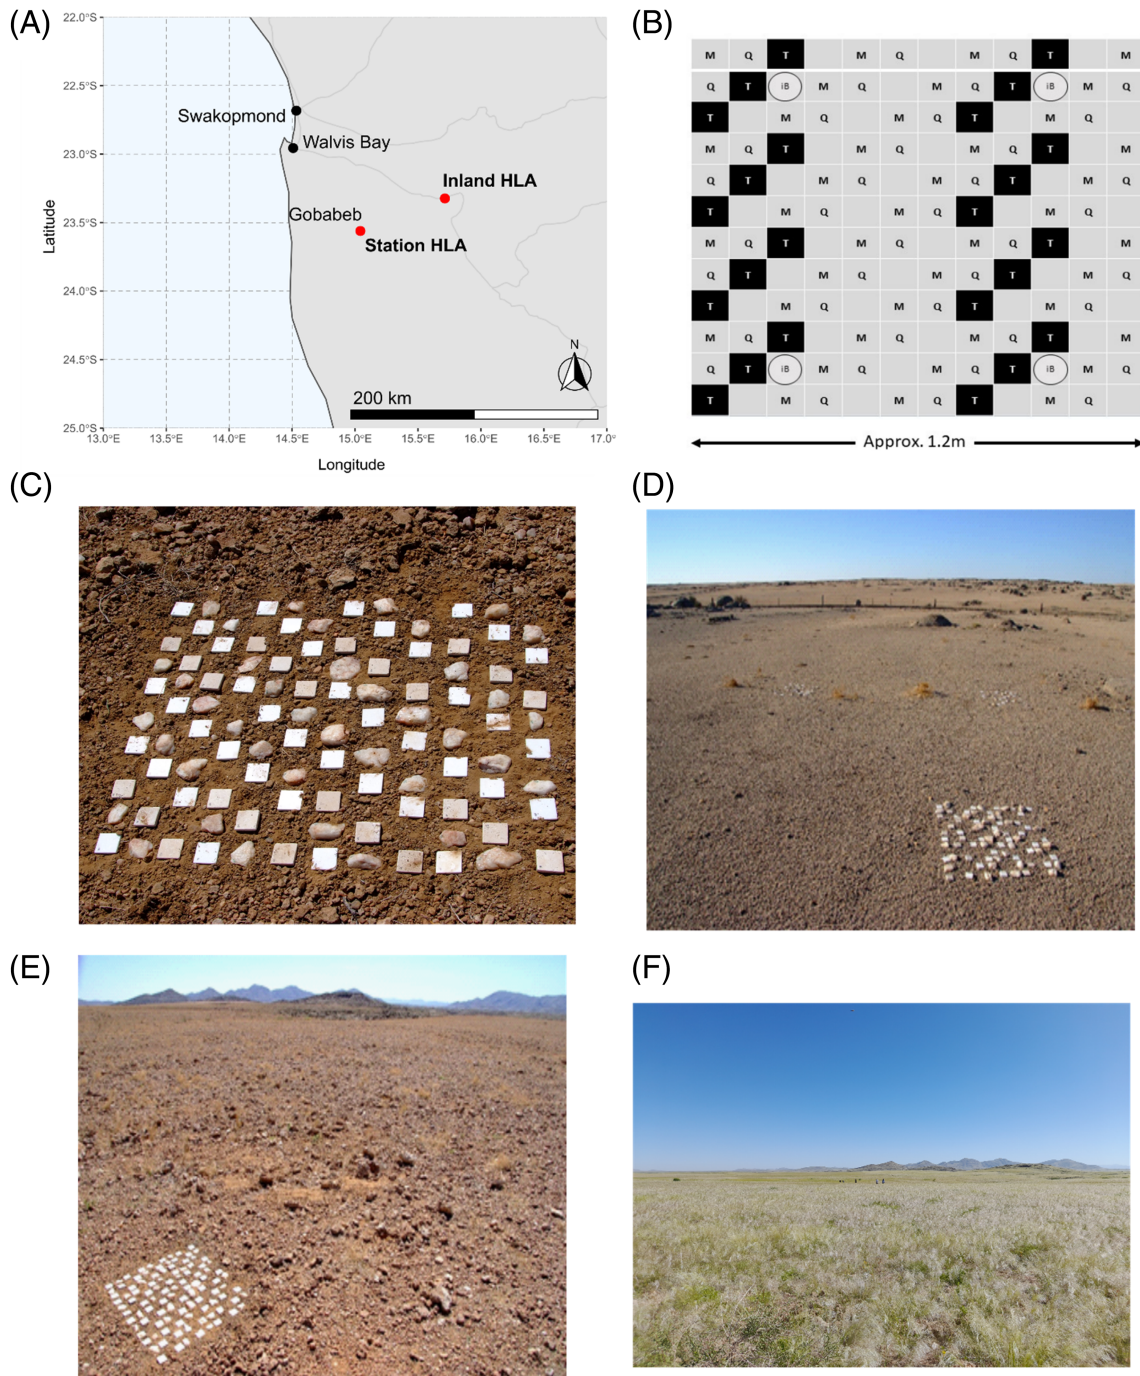 (A)
22.0°S
22.5°S
23.0°S
23.5°S
24.0°S
24.5°S
25.0°S
Latitude
Swakopmond
Walvis Bay
Inland HLA
Gobabeb
Station HLA
N
200 km
13.0°E 13.5°E 14.0°E 14.5°E 15.0°E 15.5°E 16.0°E 16.5°E 17.0°
Longitude
(B)
M Q T M Q M Q T M
Q T iB M Q M Q T iB M Q
T M Q M Q T M Q
M Q T M Q M Q T M
Q T M Q M Q T M Q
T M Q M Q T M Q
M Q T M Q M Q T M
Q T M Q M Q T M Q
T M Q M Q T M Q
M Q T M Q M Q T M
Q T iB M Q M Q T iB M Q
T M Q M Q T M Q
Approx. 1.2m
(C)
(D)
(E)
(F)